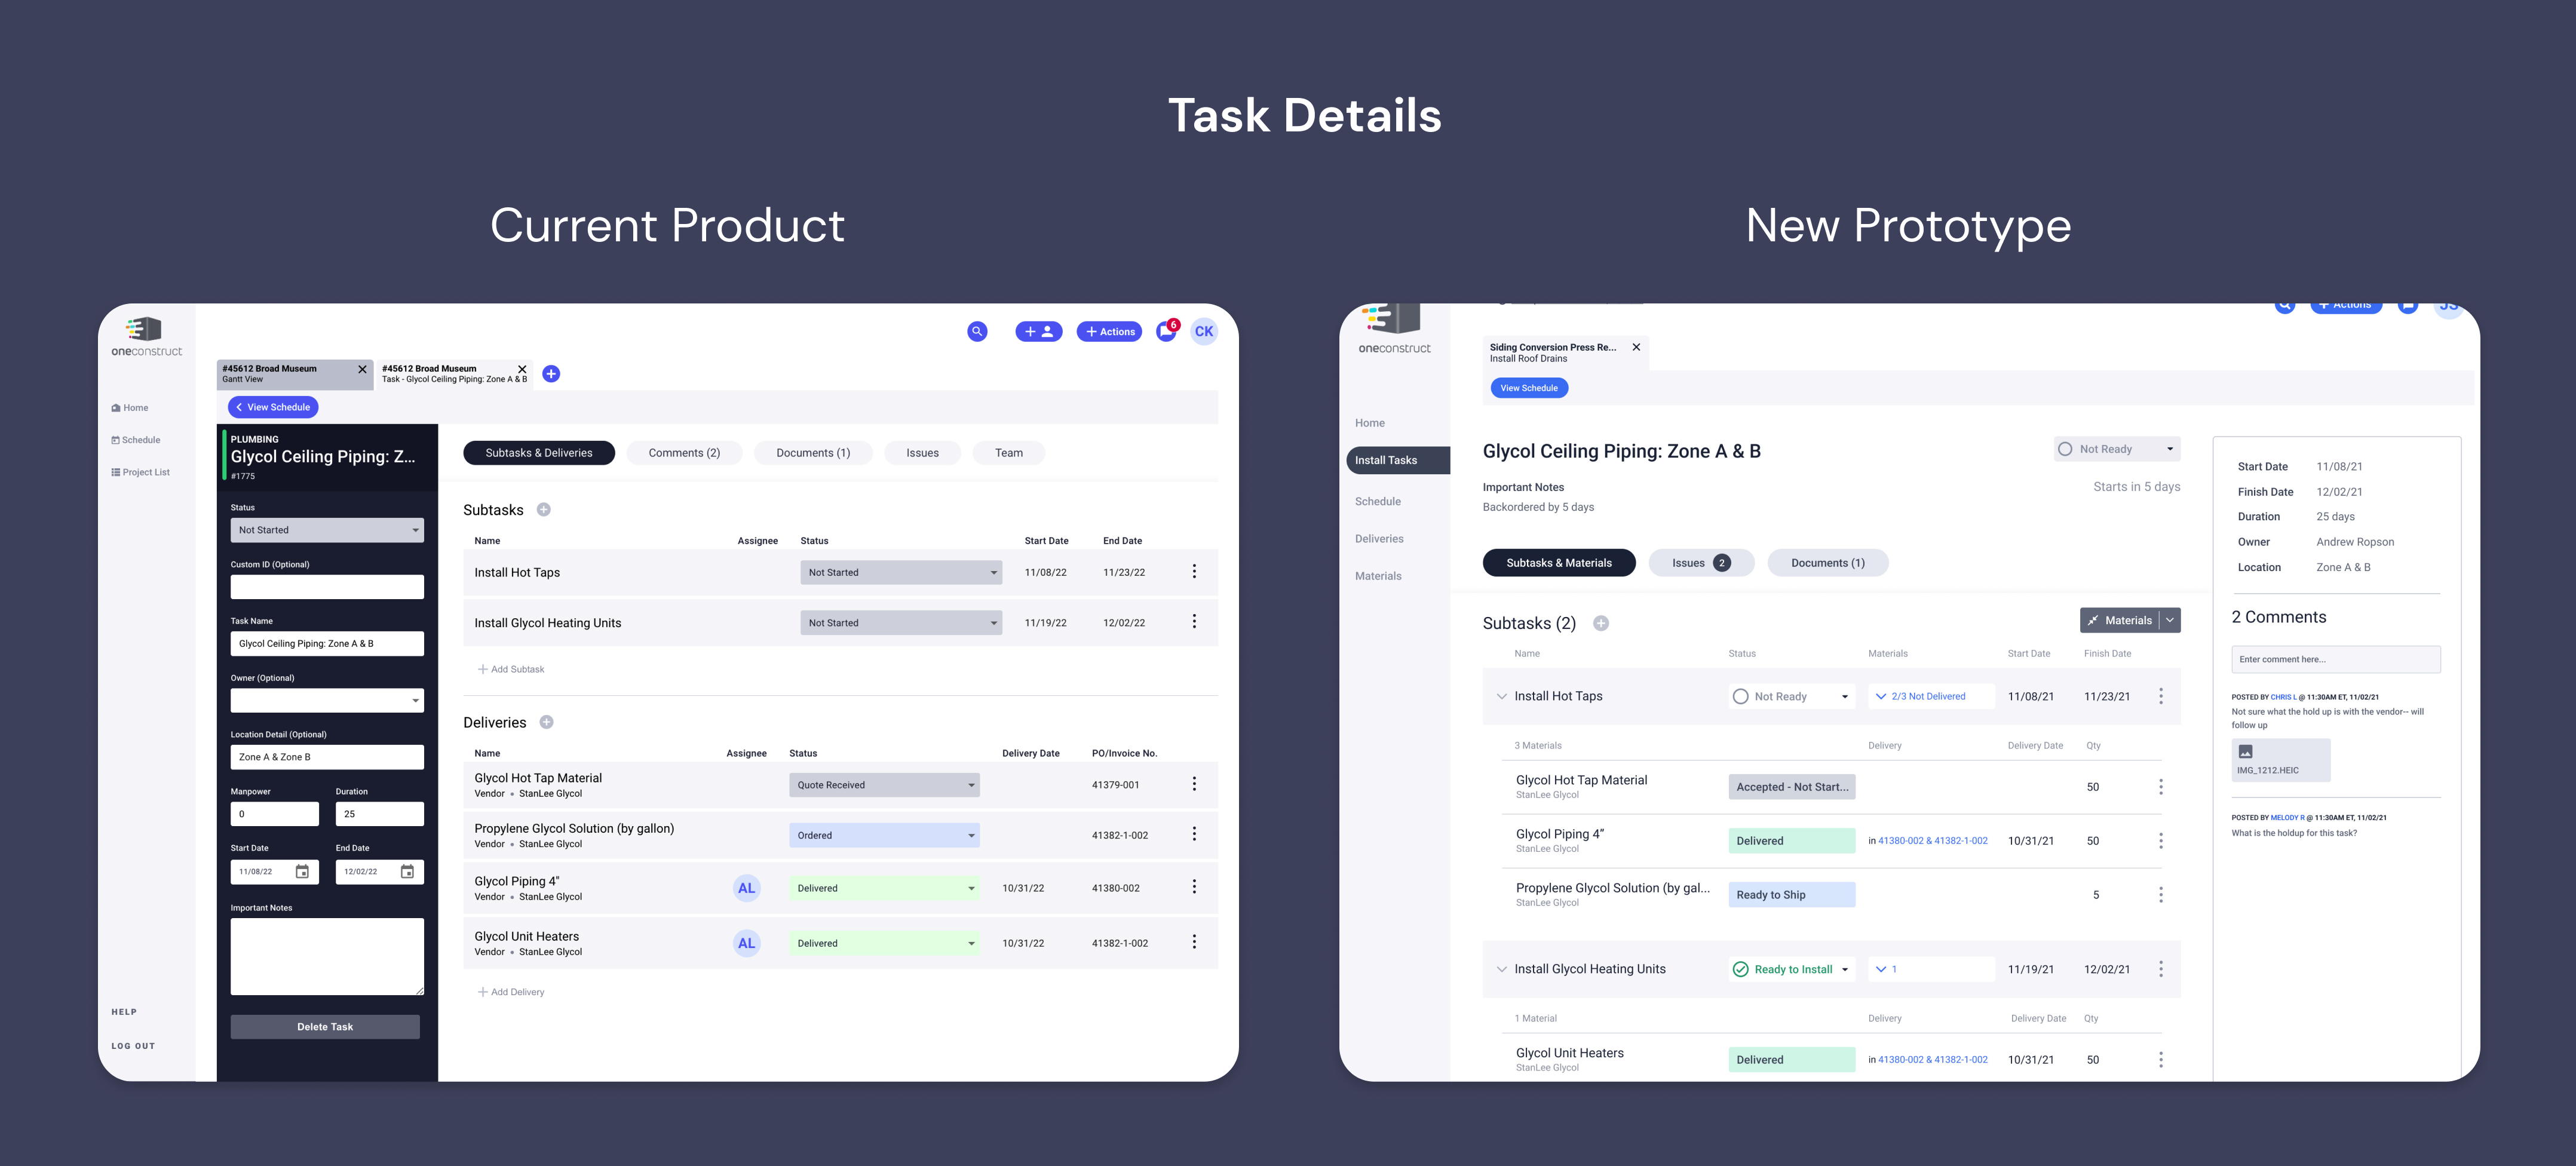 Task Details
Current Product
oneconstruct
Home
Schedule
Project List
HELP
LOG OUT
+ Actions
6
CK
#45612 Broad Museum
Gantt View
#45612 Broad Museum
Task - Glycol Ceiling Piping: Zone A & B
View Schedule
PLUMBING
Glycol Ceiling Piping: Z...
#1775
Status
Not Started
Custom ID (Optional)
Task Name
Glycol Ceiling Piping: Zone A & B
Owner (Optional)
Location Detail (Optional)
Zone A & Zone B
Manpower Duration
0 25
Start Date End Date
11/08/22 12/02/22
Important Notes
Delete Task
Subtasks & Deliveries Comments (2) Documents (1) Issues Team
Subtasks
Name Assignee Status Start Date End Date
Install Hot Taps Not Started 11/08/22 11/23/22
Install Glycol Heating Units Not Started 11/19/22 12/02/22
+ Add Subtask
Deliveries
Name Assignee Status Delivery Date PO/Invoice No.
Glycol Hot Tap Material Quote Received 41379-001
Vendor • StanLee Glycol
Propylene Glycol Solution (by gallon) Ordered 41382-1-002
Vendor • StanLee Glycol
Glycol Piping 4" AL Delivered 10/31/22 41380-002
Vendor • StanLee Glycol
Glycol Unit Heaters AL Delivered 10/31/22 41382-1-002
Vendor • StanLee Glycol
+ Add Delivery
New Prototype
oneconstruct
Home
Install Tasks
Schedule
Deliveries
Materials
+ Actions
JS
Siding Conversion Press Re...
Install Roof Drains
View Schedule
Glycol Ceiling Piping: Zone A & B
Not Ready
Important Notes
Starts in 5 days
Backordered by 5 days
Subtasks & Materials Issues 2 Documents (1)
Subtasks (2)
Materials
Name Status Materials Start Date Finish Date
Install Hot Taps Not Ready 2/3 Not Delivered 11/08/21 11/23/21
3 Materials Delivery Delivery Date Qty
Glycol Hot Tap Material Accepted - Not Start... 50
StanLee Glycol
Glycol Piping 4” Delivered in 41380-002 & 41382-1-002 10/31/21 50
StanLee Glycol
Propylene Glycol Solution (by gal... Ready to Ship 5
StanLee Glycol
Install Glycol Heating Units Ready to Install 1 11/19/21 12/02/21
1 Material Delivery Delivery Date Qty
Glycol Unit Heaters Delivered in 41380-002 & 41382-1-002 10/31/21 50
StanLee Glycol
Start Date 11/08/21
Finish Date 12/02/21
Duration 25 days
Owner Andrew Ropson
Location Zone A & B
2 Comments
Enter comment here...
POSTED BY CHRIS L @ 11:30AM ET, 11/02/21
Not sure what the hold up is with the vendor-- will
follow up
IMG_1212.HEIC
POSTED BY MELODY R @ 11:30AM ET, 11/02/21
What is the holdup for this task?